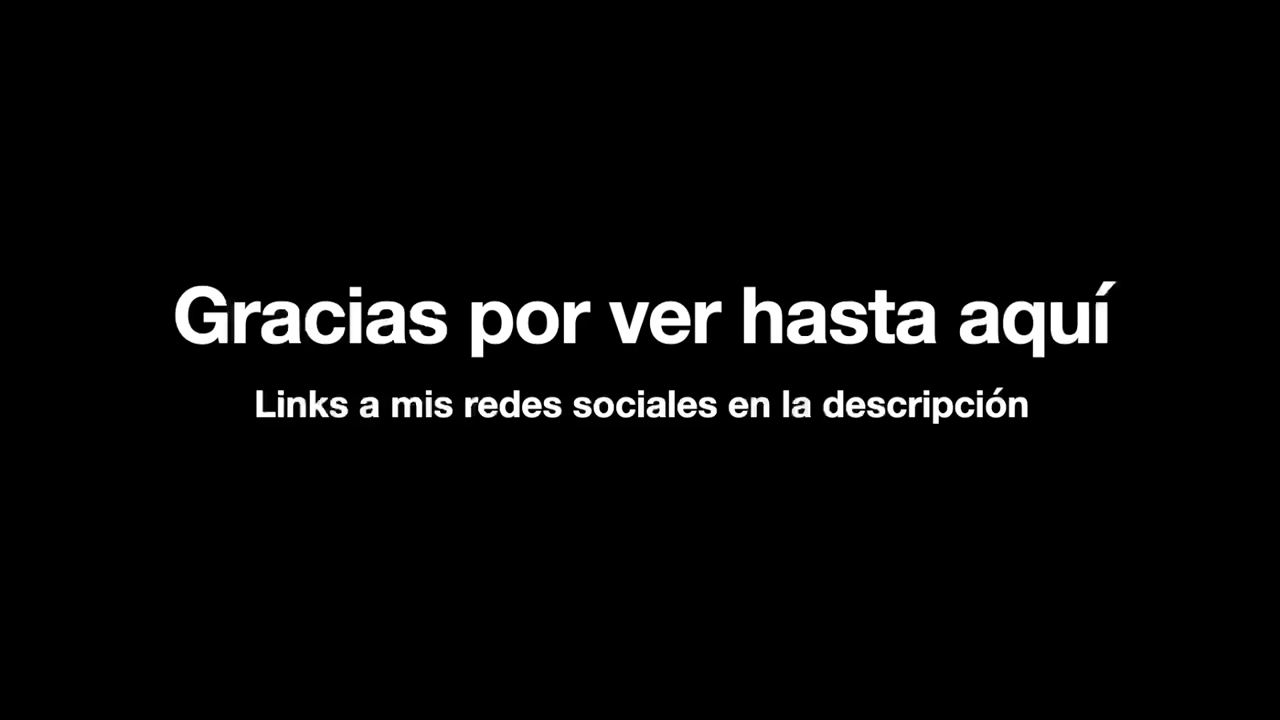 Gracias por ver hasta aquí
Links a mis redes sociales en la descripción